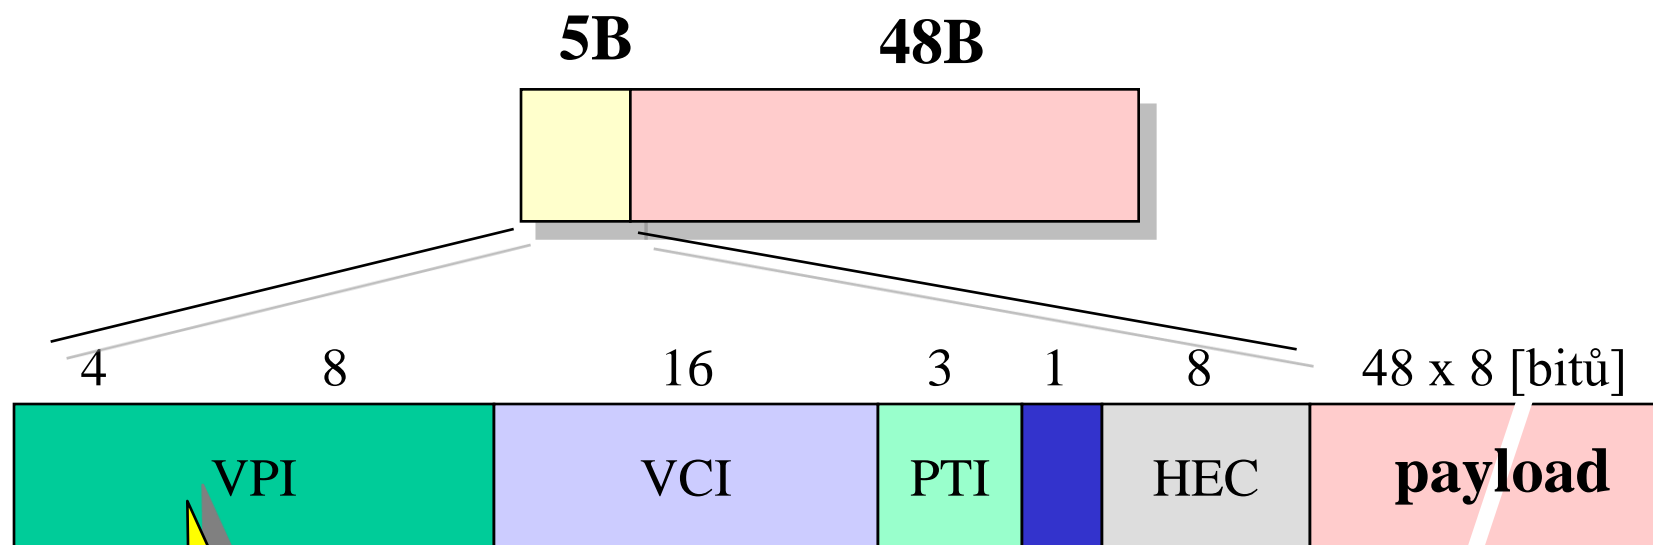 5B 48B
4 8 16 3 1 8 48 x 8 [bitů]
VPI VCI PTI HEC payload